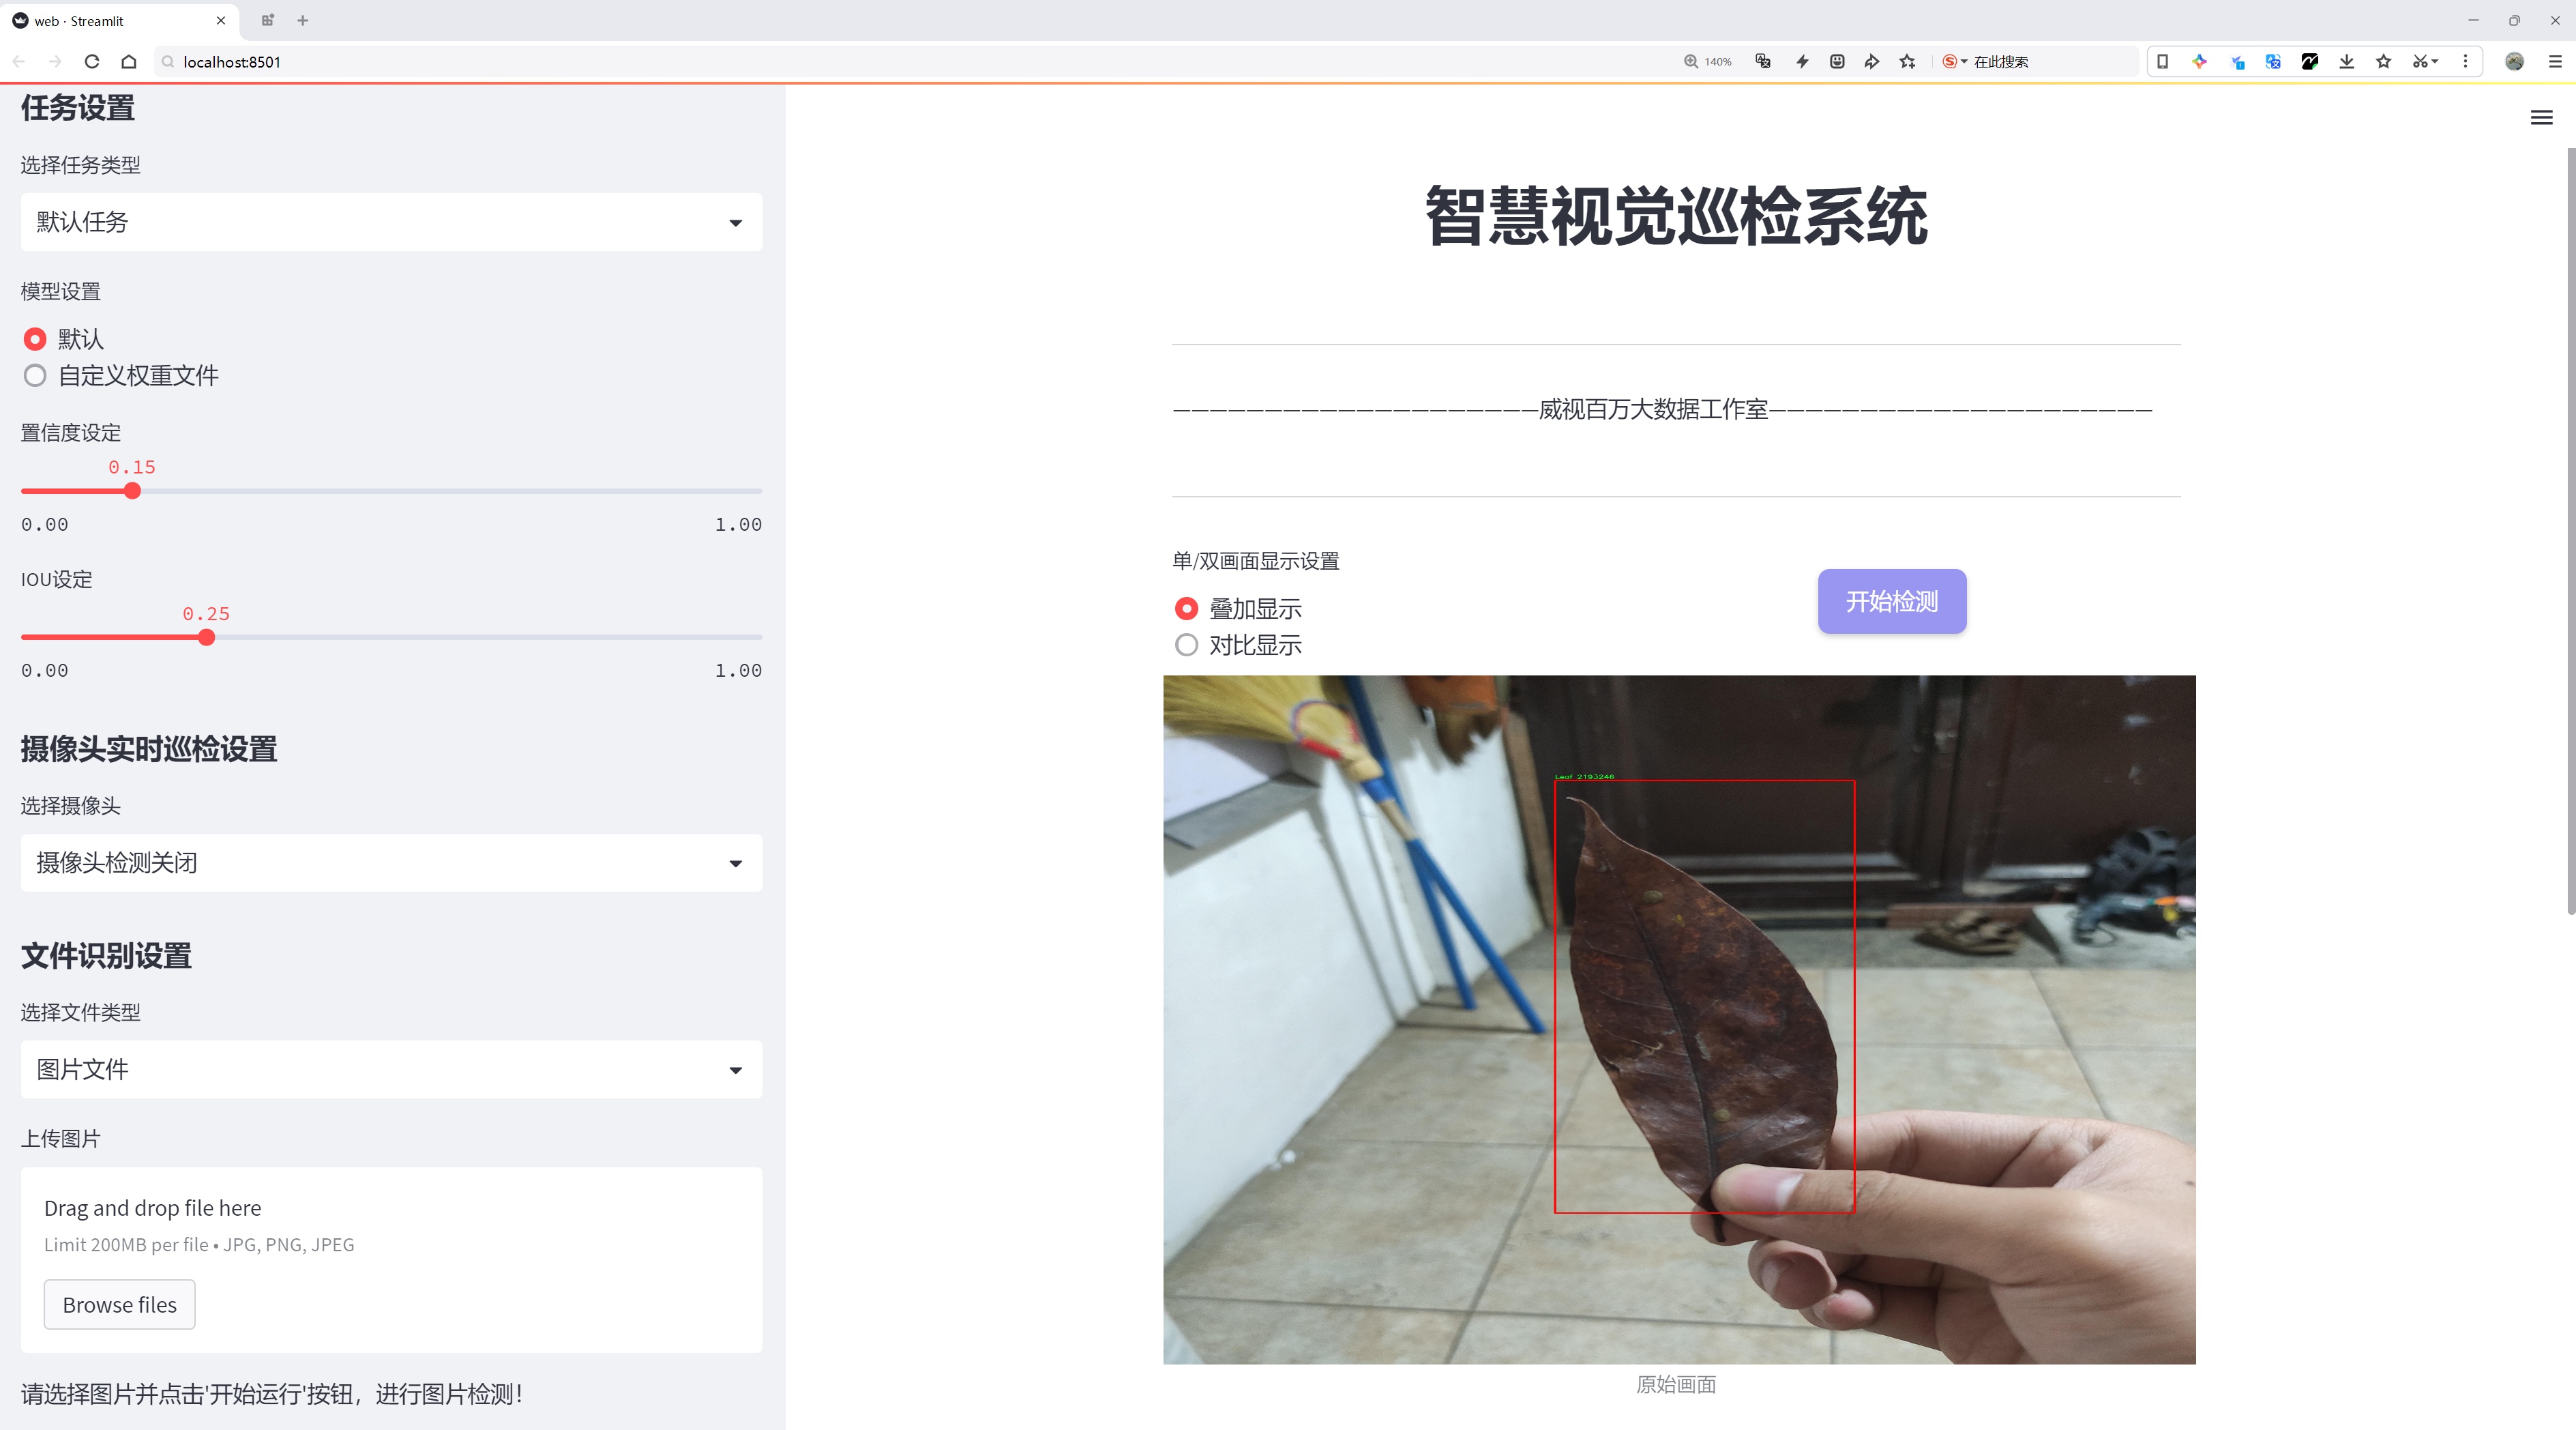 web · Streamlit
localhost:8501
140%
在此搜索
任务设置
选择任务类型
默认任务
模型设置
默认
自定义权重文件
置信度设定
0.15
0.00
1.00
IOU设定
0.25
0.00
1.00
摄像头实时巡检设置
选择摄像头
摄像头检测关闭
文件识别设置
选择文件类型
图片文件
上传图片
Drag and drop file here
Limit 200MB per file • JPG, PNG, JPEG
Browse files
请选择图片并点击'开始运行'按钮，进行图片检测！
智慧视觉巡检系统
————————————————————威视百万大数据工作室—————————————————————
单/双画面显示设置
叠加显示
对比显示
开始检测
Leaf 2193246
原始画面